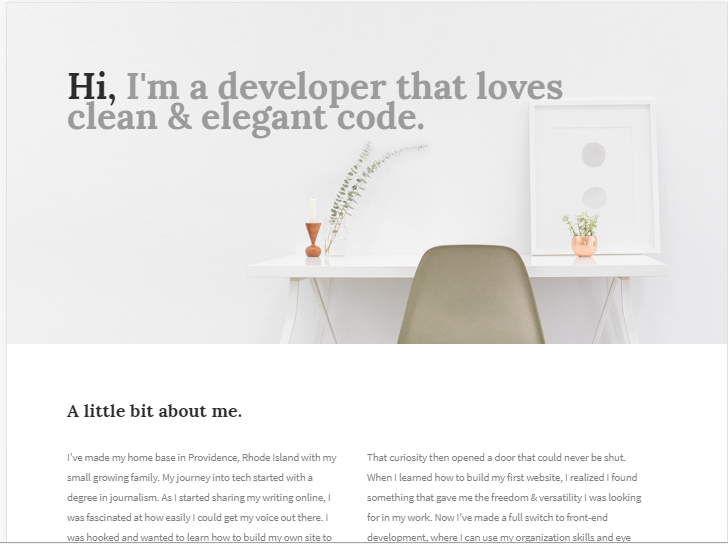 Hi, I'm a developer that loves
clean & elegant code.
A little bit about me.
I've made my home base in Providence, Rhode Island with my
small growing family. My journey into tech started with a
degree in journalism. As I started sharing my writing online, I
was fascinated at how easily I could get my voice out there. I
was hooked and wanted to learn how to build my own site to
That curiosity then opened a door that could never be shut.
When I learned how to build my first website, I realized I found
something that gave me the freedom & versatility I was looking
for in my work. Now I've made a full switch to front-end
development, where I can use my organization skills and eye